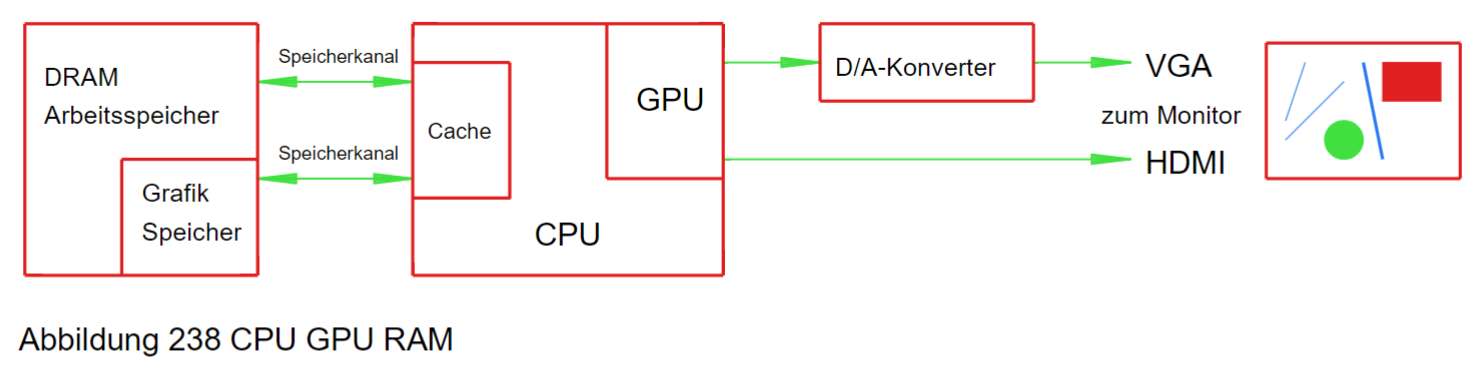 DRAM
Arbeitsspeicher
Grafik
Speicher
Speicherkanal
Speicherkanal
Cache
GPU
CPU
D/A-Konverter
VGA
zum Monitor
HDMI
Abbildung 238 CPU GPU RAM